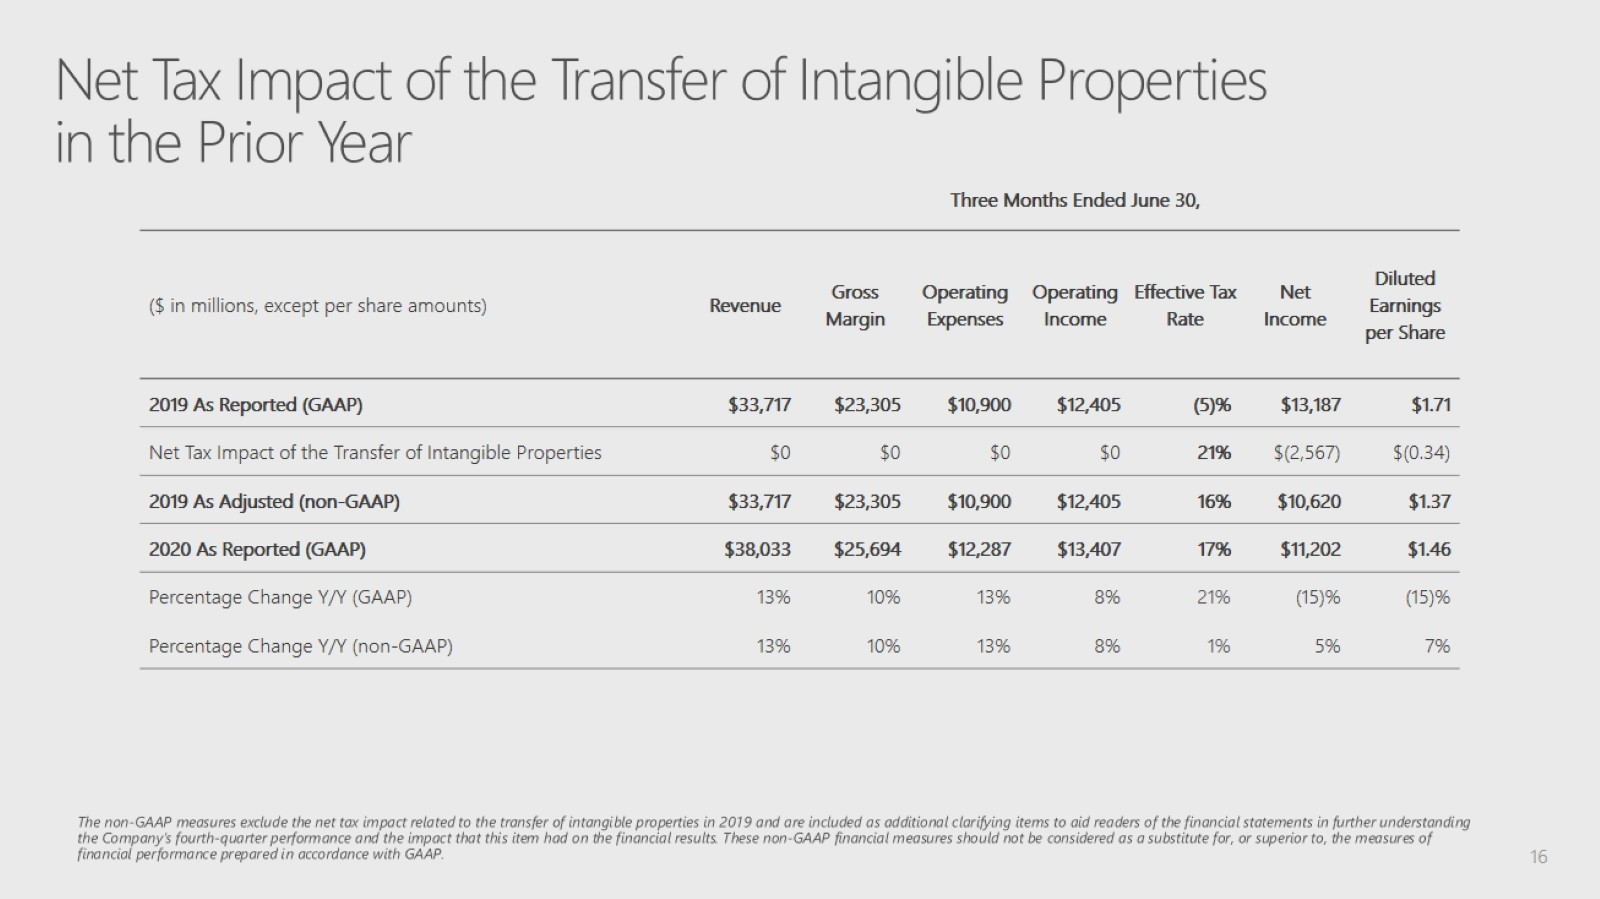 Net Tax Impact of the Transfer of Intangible Properties
in the Prior Year
Three Months Ended June 30,
($ in millions, except per share amounts) Revenue Gross Margin Operating Expenses Operating Income Effective Tax Rate Net Income Diluted Earnings per Share
2019 As Reported (GAAP) $33,717 $23,305 $10,900 $12,405 (5)% $13,187 $1.71
Net Tax Impact of the Transfer of Intangible Properties $0 $0 $0 $0 21% $(2,567) $(0.34)
2019 As Adjusted (non-GAAP) $33,717 $23,305 $10,900 $12,405 16% $10,620 $1.37
2020 As Reported (GAAP) $38,033 $25,694 $12,287 $13,407 17% $11,202 $1.46
Percentage Change Y/Y (GAAP) 13% 10% 13% 8% 21% (15)% (15)%
Percentage Change Y/Y (non-GAAP) 13% 10% 13% 8% 1% 5% 7%
The non-GAAP measures exclude the net tax impact related to the transfer of intangible properties in 2019 and are included as additional clarifying items to aid readers of the financial statements in further understanding
the Company's fourth-quarter performance and the impact that this item had on the financial results. These non-GAAP financial measures should not be considered as a substitute for, or superior to, the measures of
financial performance prepared in accordance with GAAP.
16